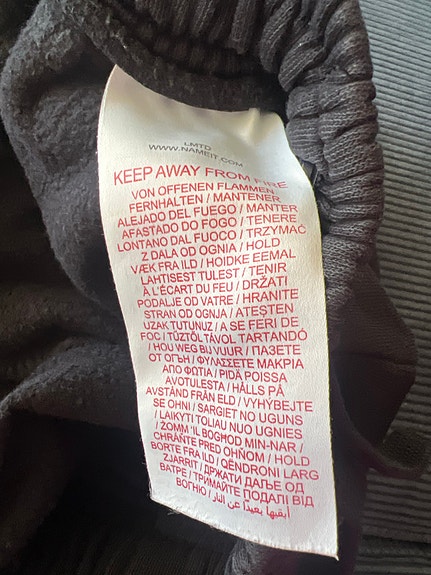 LMTD
WWW.NAMEIT.COM
KEEP AWAY FROM FIRE
VON OFFENEN FLAMMEN
FERNHALTEN / MANTENER
ALEJADO DEL FUEGO / MANTER
AFASTADO DO FOGO / TENERE
LONTANO DAL FUOCO / TRZYMAĆ
Z DALA OD OGNIA / HOLD
VÆK FRA ILD / HOIDKE EEMAL
LAHTISEST TULEST / TENIR
À L'ÉCART DU FEU / DRŽATI
PODALJE OD VATRE / HRANITE
STRAN OD OGNJA / ATEŞTEN
UZAK TUTUNUZ / A SE FERI DE
FOC / TŰZTŐL TÁVOL TARTANDÓ
/ HOU WEG BIJ VUUR / ПАЗЕТЕ
ОТ ОГЪН / ΦΥΛΑΣΣΕΤΕ ΜΑΚΡΙΑ
ΑΠΟ ΦΩΤΙΑ / PIDÄ POISSA
AVOTULESTA / HÅLLS PÅ
AVSTÅND FRÅN ELD / VYHÝBEJTE
SE OHNI / SARGIET NO UGUNS
/ LAIKYTI TOLIAU NUO UGNIES
/ ŻOMM 'IL BOGĦOD MIN-NAR /
CHRÁŇTE PRED OHŇOM / HOLD
BORTE FRA ILD / QËNDRONI LARG
ZJARRIT / ДРЖАТИ ДАЉЕ ОД
ВАТРЕ / ТРИМАЙТЕ ПОДАЛІ ВІД
ВОГНЮ / أبقيها بعيداً عن النار